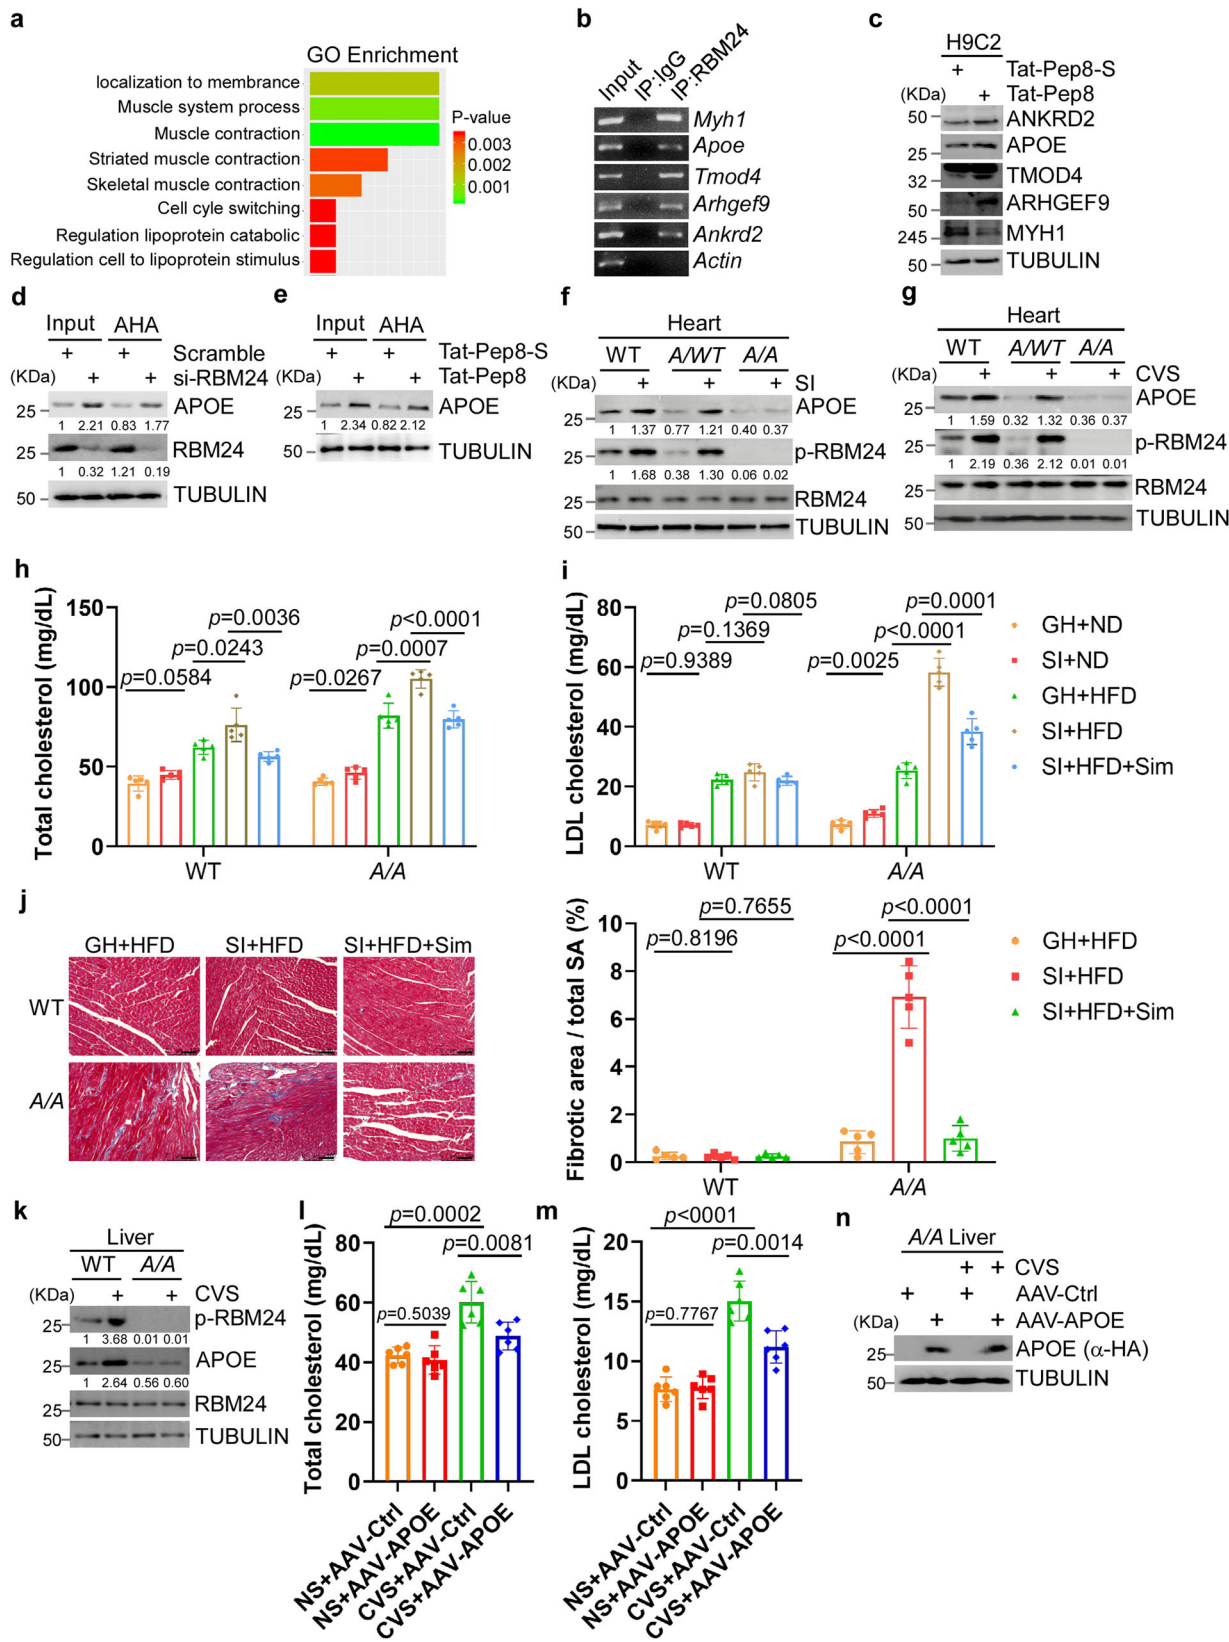 a
GO Enrichment
localization to membrance
Muscle system process
Muscle contraction
Striated muscle contraction
Skeletal muscle contraction
Cell cyle switching
Regulation lipoprotein catabolic
Regulation cell to lipoprotein stimulus
P-value
0.003
0.002
0.001
b
Input
IP:IgG
IP:RBM24
Myh1
Apoe
Tmod4
Arhgef9
Ankrd2
Actin
c
H9C2
+ Tat-Pep8-S
(KDa) + Tat-Pep8
50 ANKRD2
25 APOE
32 TMOD4
50 ARHGEF9
245 MYH1
50 TUBULIN
d
Input AHA
+ + Scramble
(KDa) + + si-RBM24
25 APOE
1 2.21 0.83 1.77
25 RBM24
1 0.32 1.21 0.19
50 TUBULIN
e
Input AHA
+ + Tat-Pep8-S
(KDa) + + Tat-Pep8
25 APOE
1 2.34 0.82 2.12
50 TUBULIN
f
Heart
WT A/WT A/A
(KDa) + + + SI
25 APOE
1 1.37 0.77 1.21 0.40 0.37
25 p-RBM24
1 1.68 0.38 1.30 0.06 0.02
25 RBM24
50 TUBULIN
g
Heart
WT A/WT A/A
(KDa) + + + CVS
25 APOE
1 1.59 0.32 1.32 0.36 0.37
25 p-RBM24
1 2.19 0.36 2.12 0.01 0.01
25 RBM24
50 TUBULIN
h
Total cholesterol (mg/dL)
150
100
50
0
p=0.0036
p=0.0243
p=0.0584
p<0.0001
p=0.0007
p=0.0267
WT A/A
i
LDL cholesterol (mg/dL)
80
60
40
20
0
p=0.0805
p=0.1369
p=0.9389
p=0.0001
p<0.0001
p=0.0025
WT A/A
GH+ND
SI+ND
GH+HFD
SI+HFD
SI+HFD+Sim
j
GH+HFD SI+HFD SI+HFD+Sim
WT
A/A
Fibrotic area / total SA (%)
10
8
6
4
2
0
p=0.7655
p=0.8196
p<0.0001
p<0.0001
WT A/A
GH+HFD
SI+HFD
SI+HFD+Sim
k
Liver
WT A/A
(KDa) + + CVS
25 p-RBM24
1 3.68 0.01 0.01
APOE
1 2.64 0.56 0.60
25 RBM24
50 TUBULIN
l
Total cholesterol (mg/dL)
80
60
40
20
0
p=0.0002
p=0.0081
p=0.5039
NS+AAV-Ctrl
NS+AAV-APOE
CVS+AAV-Ctrl
CVS+AAV-APOE
m
LDL cholesterol (mg/dL)
20
15
10
5
0
p<0001
p=0.0014
p=0.7767
NS+AAV-Ctrl
NS+AAV-APOE
CVS+AAV-Ctrl
CVS+AAV-APOE
n
A/A Liver
+ + CVS
+ + AAV-Ctrl
(KDa) + + AAV-APOE
25 APOE (α-HA)
50 TUBULIN